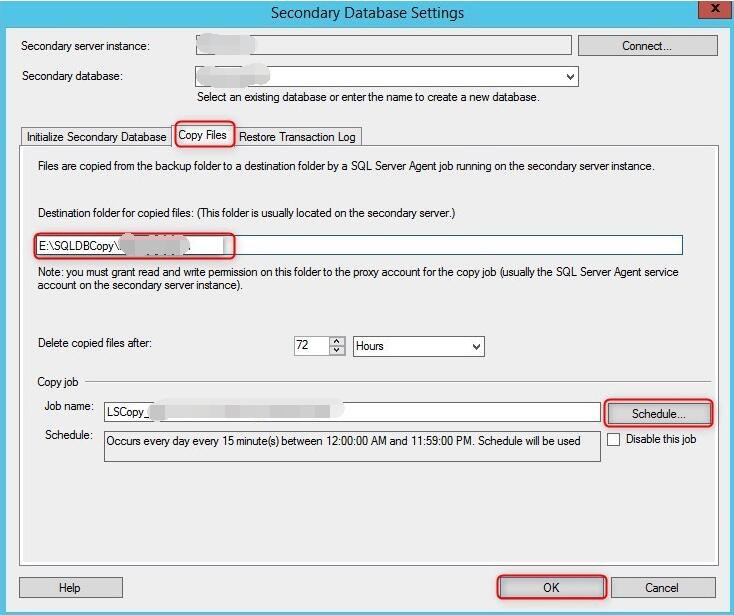 Secondary Database Settings
x
Secondary server instance:
Connect...
Secondary database:
Select an existing database or enter the name to create a new database.
Initialize Secondary Database
Copy Files
Restore Transaction Log
Files are copied from the backup folder to a destination folder by a SQL Server Agent job running on the secondary server instance.
Destination folder for copied files: (This folder is usually located on the secondary server.)
E:\SQLDBCopy\
Note: you must grant read and write permission on this folder to the proxy account for the copy job (usually the SQL Server Agent service
account on the secondary server instance).
Delete copied files after:
72
Hours
Copy job
Job name:
LSCopy_
Schedule...
Schedule:
Occurs every day every 15 minute(s) between 12:00:00 AM and 11:59:00 PM. Schedule will be used
Disable this job
Help
OK
Cancel